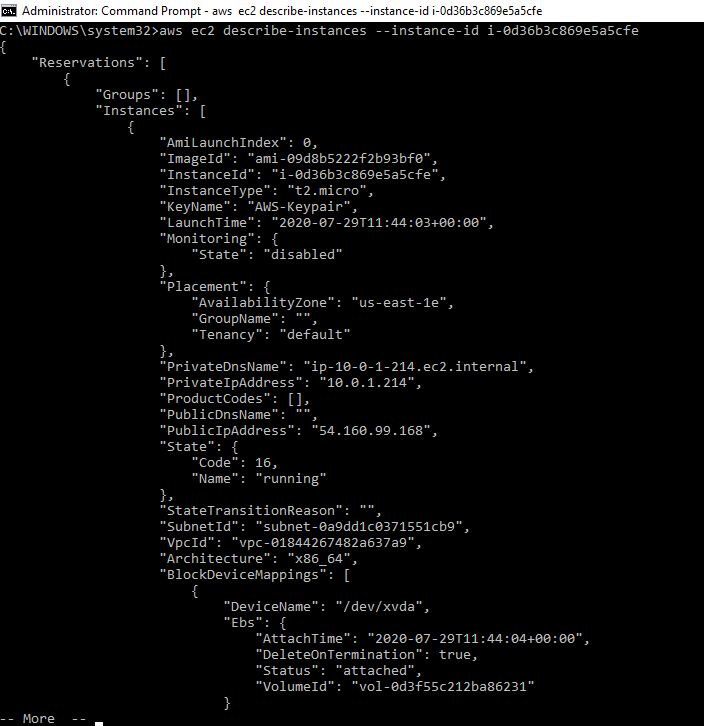 Administrator: Command Prompt - aws  ec2 describe-instances --instance-id i-0d36b3c869e5a5cfe
C:\WINDOWS\system32>aws ec2 describe-instances --instance-id i-0d36b3c869e5a5cfe
{
    "Reservations": [
        {
            "Groups": [],
            "Instances": [
                {
                    "AmiLaunchIndex": 0,
                    "ImageId": "ami-09d8b5222f2b93bf0",
                    "InstanceId": "i-0d36b3c869e5a5cfe",
                    "InstanceType": "t2.micro",
                    "KeyName": "AWS-Keypair",
                    "LaunchTime": "2020-07-29T11:44:03+00:00",
                    "Monitoring": {
                        "State": "disabled"
                    },
                    "Placement": {
                        "AvailabilityZone": "us-east-1e",
                        "GroupName": "",
                        "Tenancy": "default"
                    },
                    "PrivateDnsName": "ip-10-0-1-214.ec2.internal",
                    "PrivateIpAddress": "10.0.1.214",
                    "ProductCodes": [],
                    "PublicDnsName": "",
                    "PublicIpAddress": "54.160.99.168",
                    "State": {
                        "Code": 16,
                        "Name": "running"
                    },
                    "StateTransitionReason": "",
                    "SubnetId": "subnet-0a9dd1c0371551cb9",
                    "VpcId": "vpc-01844267482a637a9",
                    "Architecture": "x86_64",
                    "BlockDeviceMappings": [
                        {
                            "DeviceName": "/dev/xvda",
                            "Ebs": {
                                "AttachTime": "2020-07-29T11:44:04+00:00",
                                "DeleteOnTermination": true,
                                "Status": "attached",
                                "VolumeId": "vol-0d3f55c212ba86231"
                            }
-- More  --